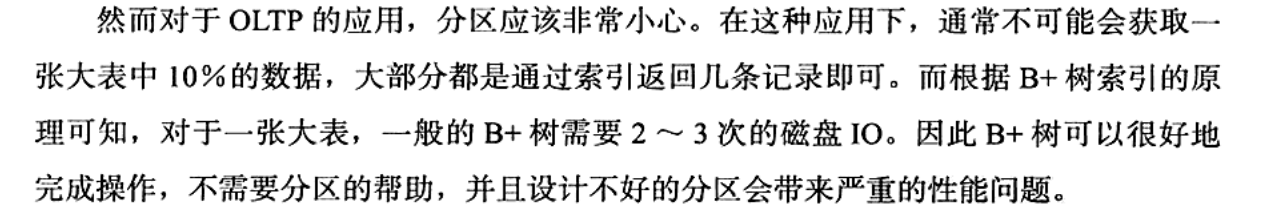 然而对于 OLTP 的应用，分区应该非常小心。在这种应用下，通常不可能会获取一
张大表中 10%的数据，大部分都是通过索引返回几条记录即可。而根据 B+ 树索引的原
理可知，对于一张大表，一般的 B+ 树需要 2 ～ 3 次的磁盘 IO。因此 B+ 树可以很好地
完成操作，不需要分区的帮助，并且设计不好的分区会带来严重的性能问题。